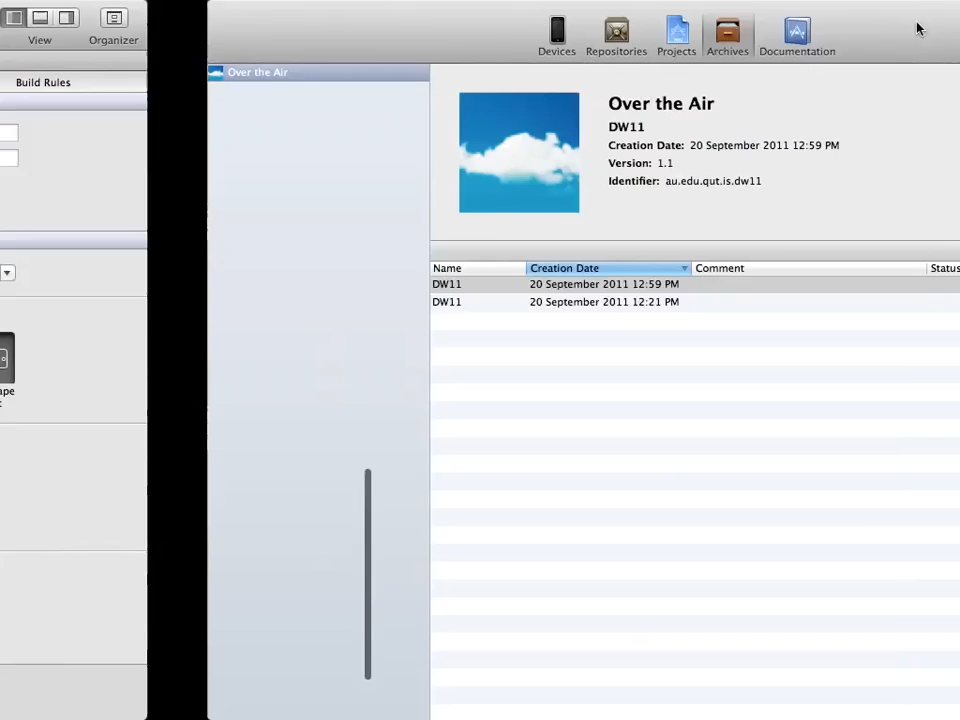 View
Organizer
Build Rules
ape
t
Devices
Repositories
Projects
Archives
Documentation
Over the Air
Over the Air
DW11
Creation Date: 20 September 2011 12:59 PM
Version: 1.1
Identifier: au.edu.qut.is.dw11
Name Creation Date Comment Status
DW11 20 September 2011 12:59 PM
DW11 20 September 2011 12:21 PM